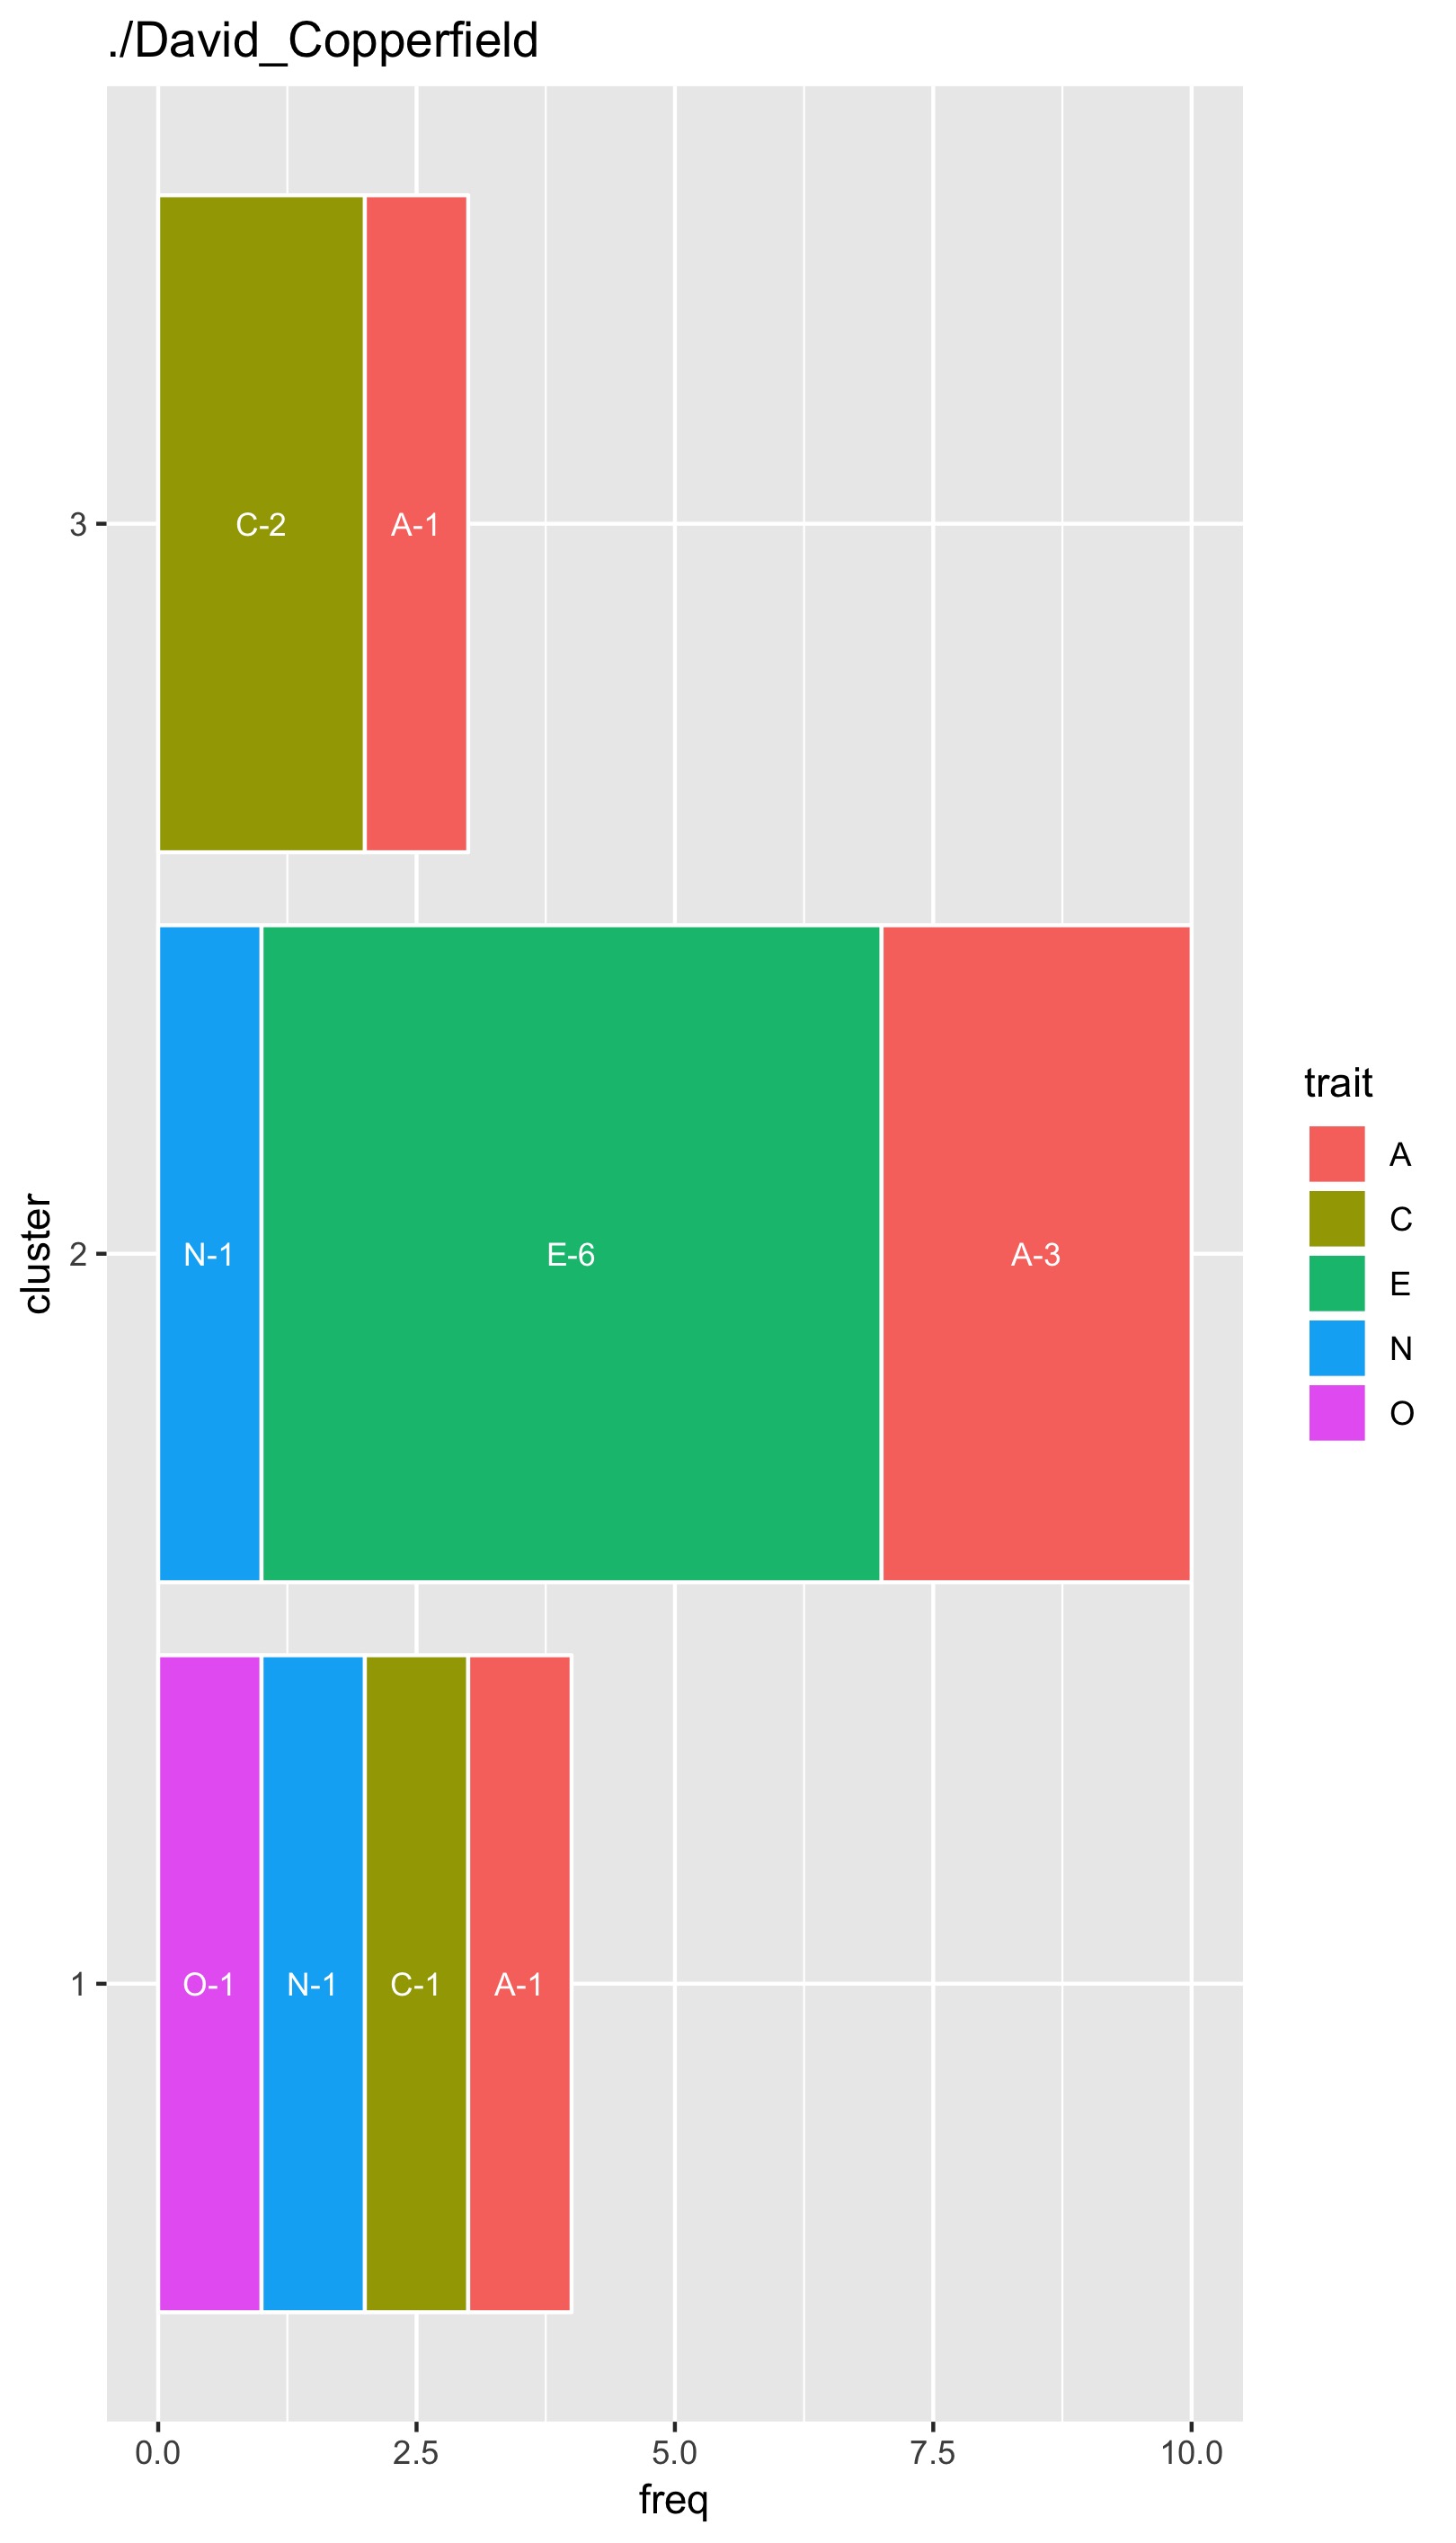 ./David_Copperfield
3
C-2 A-1
cluster
2
N-1 E-6 A-3
1
O-1 N-1 C-1 A-1
0.0 2.5 5.0 7.5 10.0
freq
trait
A
C
E
N
O